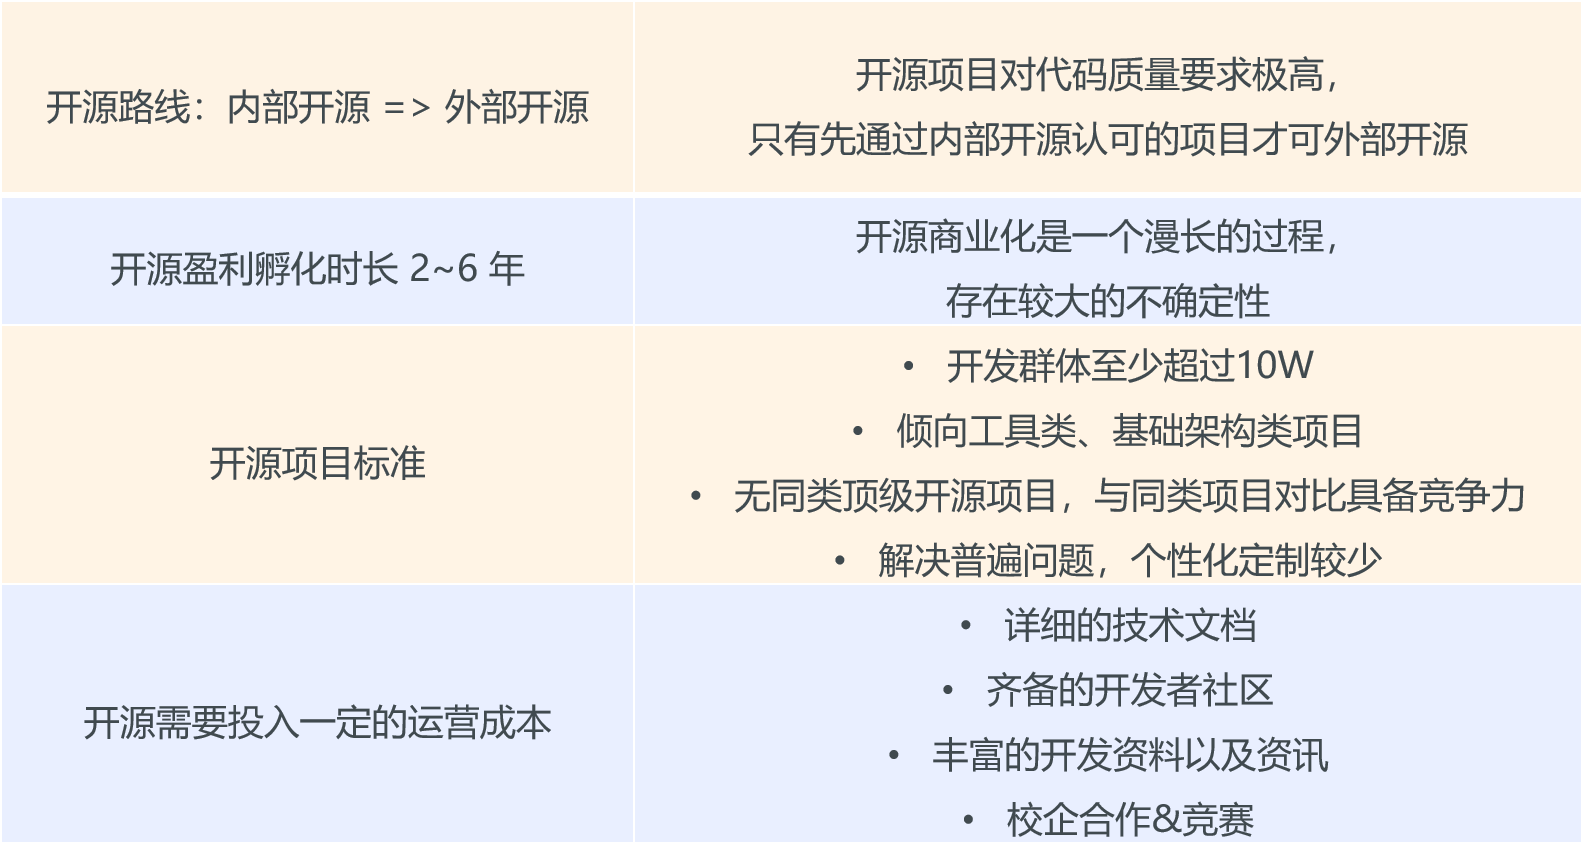 开源路线：内部开源 => 外部开源
开源项目对代码质量要求极高，
只有先通过内部开源认可的项目才可外部开源
开源盈利孵化时长 2~6 年
开源商业化是一个漫长的过程，
存在较大的不确定性
开源项目标准
• 开发群体至少超过10W
• 倾向工具类、基础架构类项目
• 无同类顶级开源项目，与同类项目对比具备竞争力
• 解决普遍问题，个性化定制较少
开源需要投入一定的运营成本
• 详细的技术文档
• 齐备的开发者社区
• 丰富的开发资料以及资讯
• 校企合作&竞赛